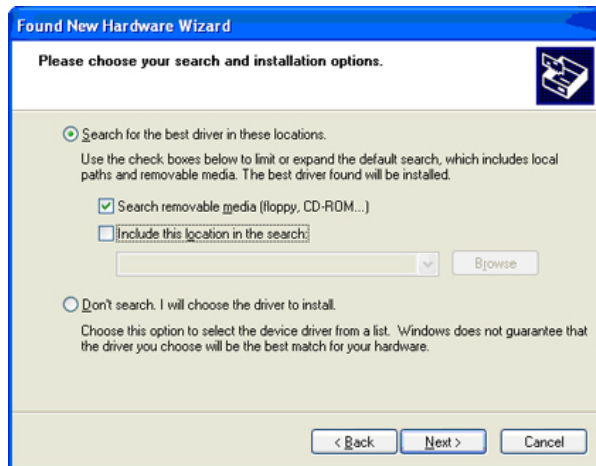 Found New Hardware Wizard
Please choose your search and installation options.
Search for the best driver in these locations.
Use the check boxes below to limit or expand the default search, which includes local
paths and removable media. The best driver found will be installed.
Search removable media (floppy, CD-ROM...)
Include this location in the search:
Browse
Don't search. I will choose the driver to install.
Choose this option to select the device driver from a list. Windows does not guarantee that
the driver you choose will be the best match for your hardware.
< Back Next > Cancel